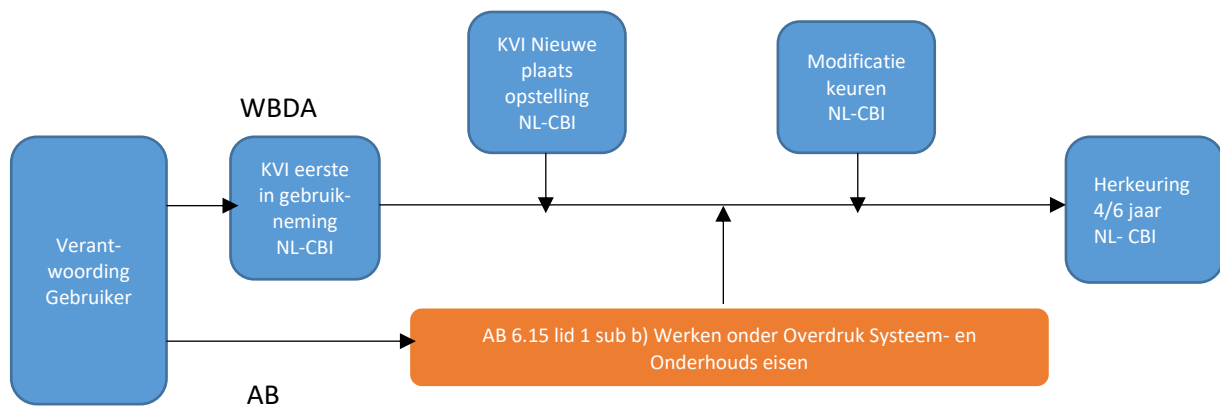 KVI Nieuwe
plaats
opstelling
NL-CBI
Modificatie
keuren
NL-CBI
WBDA
KVI eerste
in gebruik-
neming
NL-CBI
Herkeuring
4/6 jaar
NL- CBI
Verant-
woording
Gebruiker
AB 6.15 lid 1 sub b) Werken onder Overdruk Systeem- en
Onderhouds eisen
AB